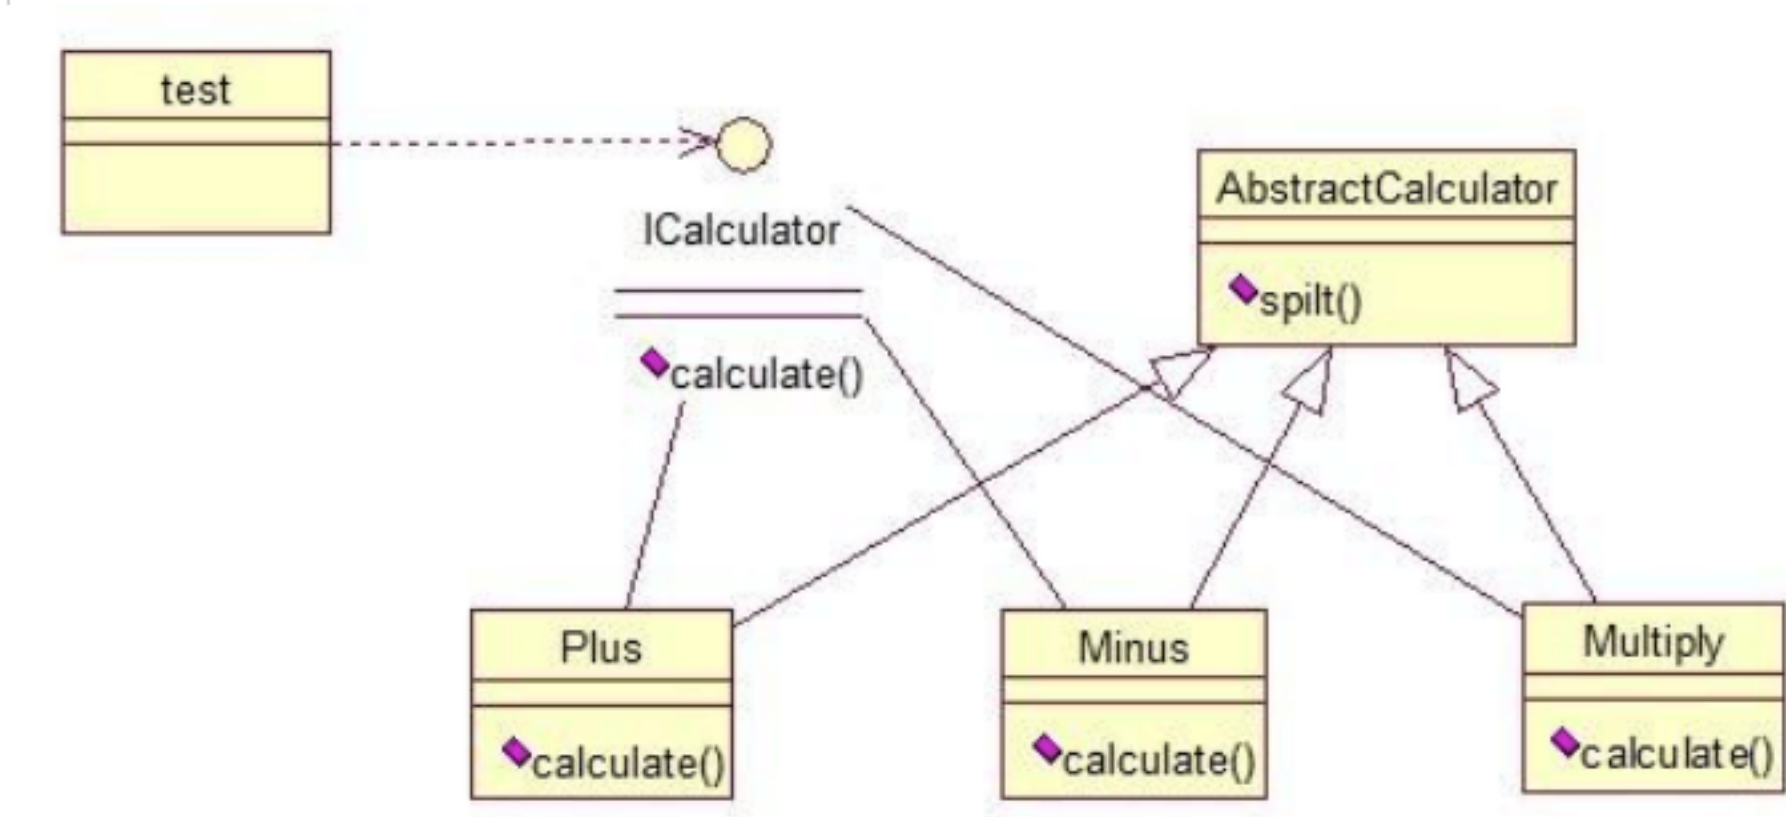 test
ICalculator
calculate()
AbstractCalculator
spilt()
Plus
calculate()
Minus
calculate()
Multiply
calculate()